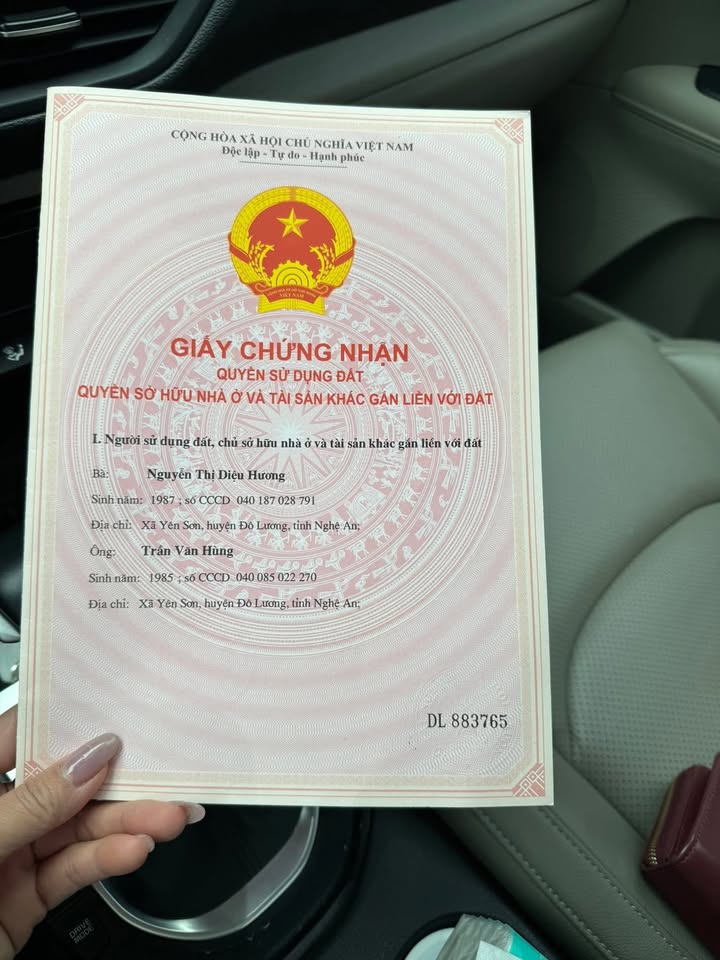 CỘNG HÒA XÃ HỘI CHỦ NGHĨA VIỆT NAM
Độc lập - Tự do - Hạnh phúc
VIỆT NAM
GIẤY CHỨNG NHẬN
QUYỀN SỬ DỤNG ĐẤT
QUYỀN SỞ HỮU NHÀ Ở VÀ TÀI SẢN KHÁC GẮN LIỀN VỚI ĐẤT
I. Người sử dụng đất, chủ sở hữu nhà ở và tài sản khác gắn liền với đất
Bà: Nguyễn Thị Diệu Hương
Sinh năm: 1987 ; số CCCD 040 187 028 791
Địa chỉ: Xã Yên Sơn, huyện Đô Lương, tỉnh Nghệ An;
Ông: Trần Văn Hùng
Sinh năm: 1985 ; số CCCD 040 085 022 270
Địa chỉ: Xã Yên Sơn, huyện Đô Lương, tỉnh Nghệ An;
DL 883765
DRIVE
MODE